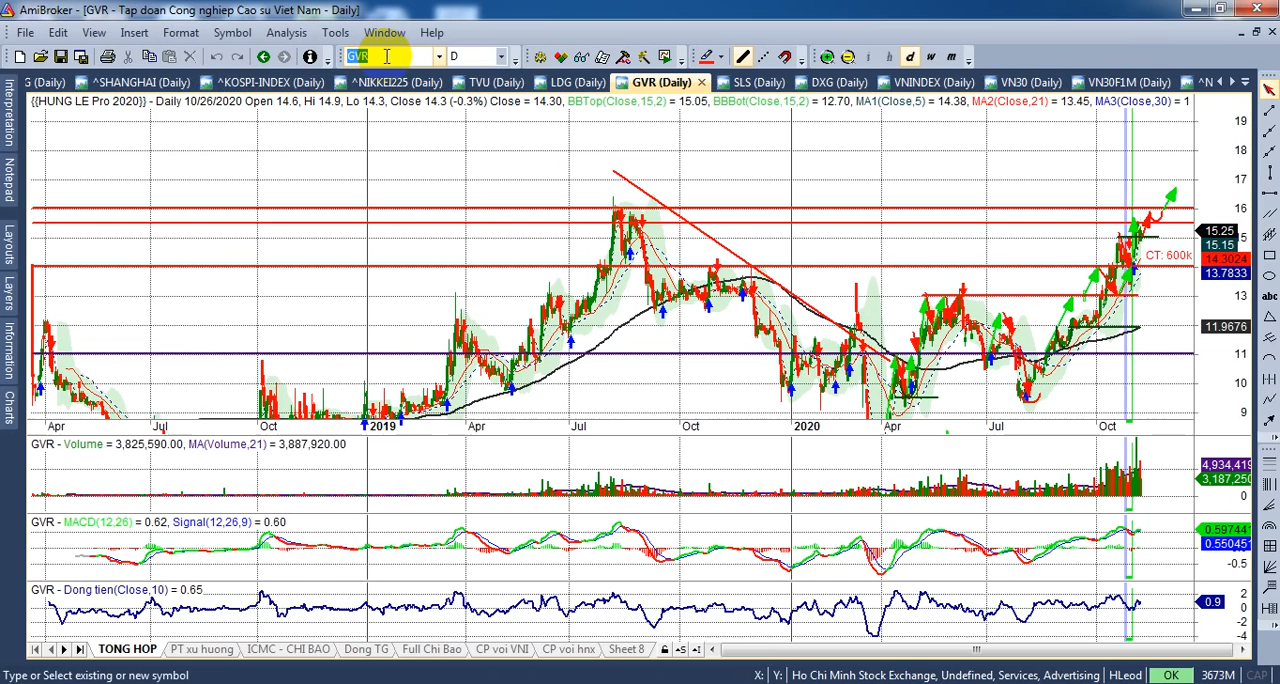 AmiBroker - [GVR - Tap doan Cong nghiep Cao su Viet Nam - Daily]
File Edit View Insert Format Symbol Analysis Tools Window Help
GVR D i h d w m
G (Daily) ^SHANGHAI (Daily) ^KOSPI-INDEX (Daily) ^NIKKEI225 (Daily) TVU (Daily) LDG (Daily) GVR (Daily) SLS (Daily) DXG (Daily) VNINDEX (Daily) VN30 (Daily) VN30F1M (Daily) ^N
{{HUNG LE Pro 2020}} - Daily 10/26/2020 Open 14.6, Hi 14.9, Lo 14.3, Close 14.3 (-0.3%) Close = 14.30, BBTop(Close,15,2) = 15.05, BBBot(Close,15,2) = 12.70, MA1(Close,5) = 14.38, MA2(Close,21) = 13.45, MA3(Close,30) = 1
Interpretation
Notepad
Layouts
Layers
Information
Charts
19
18
17
16
15.25
15
15.15
CT: 600k
14.3024
13.7833
13
11.9676
11
10
9
Apr Jul Oct 2019 Apr Jul Oct 2020 Apr Jul Oct
GVR - Volume = 3,825,590.00, MA(Volume,21) = 3,887,920.00
4,934,419
3,187,250
0
GVR - MACD(12,26) = 0.62, Signal(12,26,9) = 0.60
0.597441
0.550451
-0.5
GVR - Dong tien(Close,10) = 0.65
2
0.9
0
-2
-4
TONG HOP PT xu huong ICMC - CHI BAO Dong TG Full Chi Bao CP voi VNI CP voi hnx Sheet 8
Type or Select existing or new symbol X: Y: Ho Chi Minh Stock Exchange, Undefined, Services, Advertising HLeod OK 3673M CAP
abc